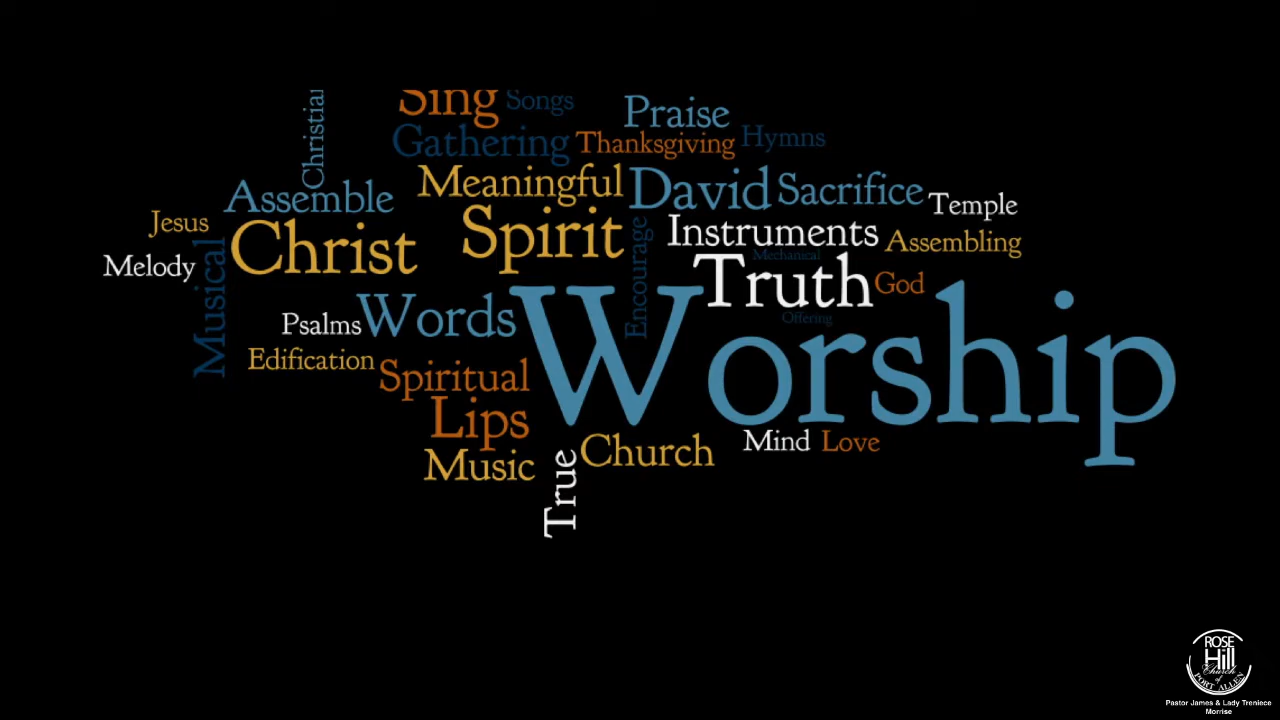 Christian
Sing
Songs
Praise
Gathering
Thanksgiving
Hymns
Assemble
Meaningful
David
Sacrifice
Temple
Jesus
Christ
Spirit
Encourage
Instruments
Assembling
Melody
Musical
Mechanical
Truth
God
Psalms
Words
Worship
Offering
Edification
Spiritual
Lips
Music
True
Church
Mind
Love
ROSE
Hill
Church
of
PORT ALLEN
Pastor James & Lady Treniece
Morrise